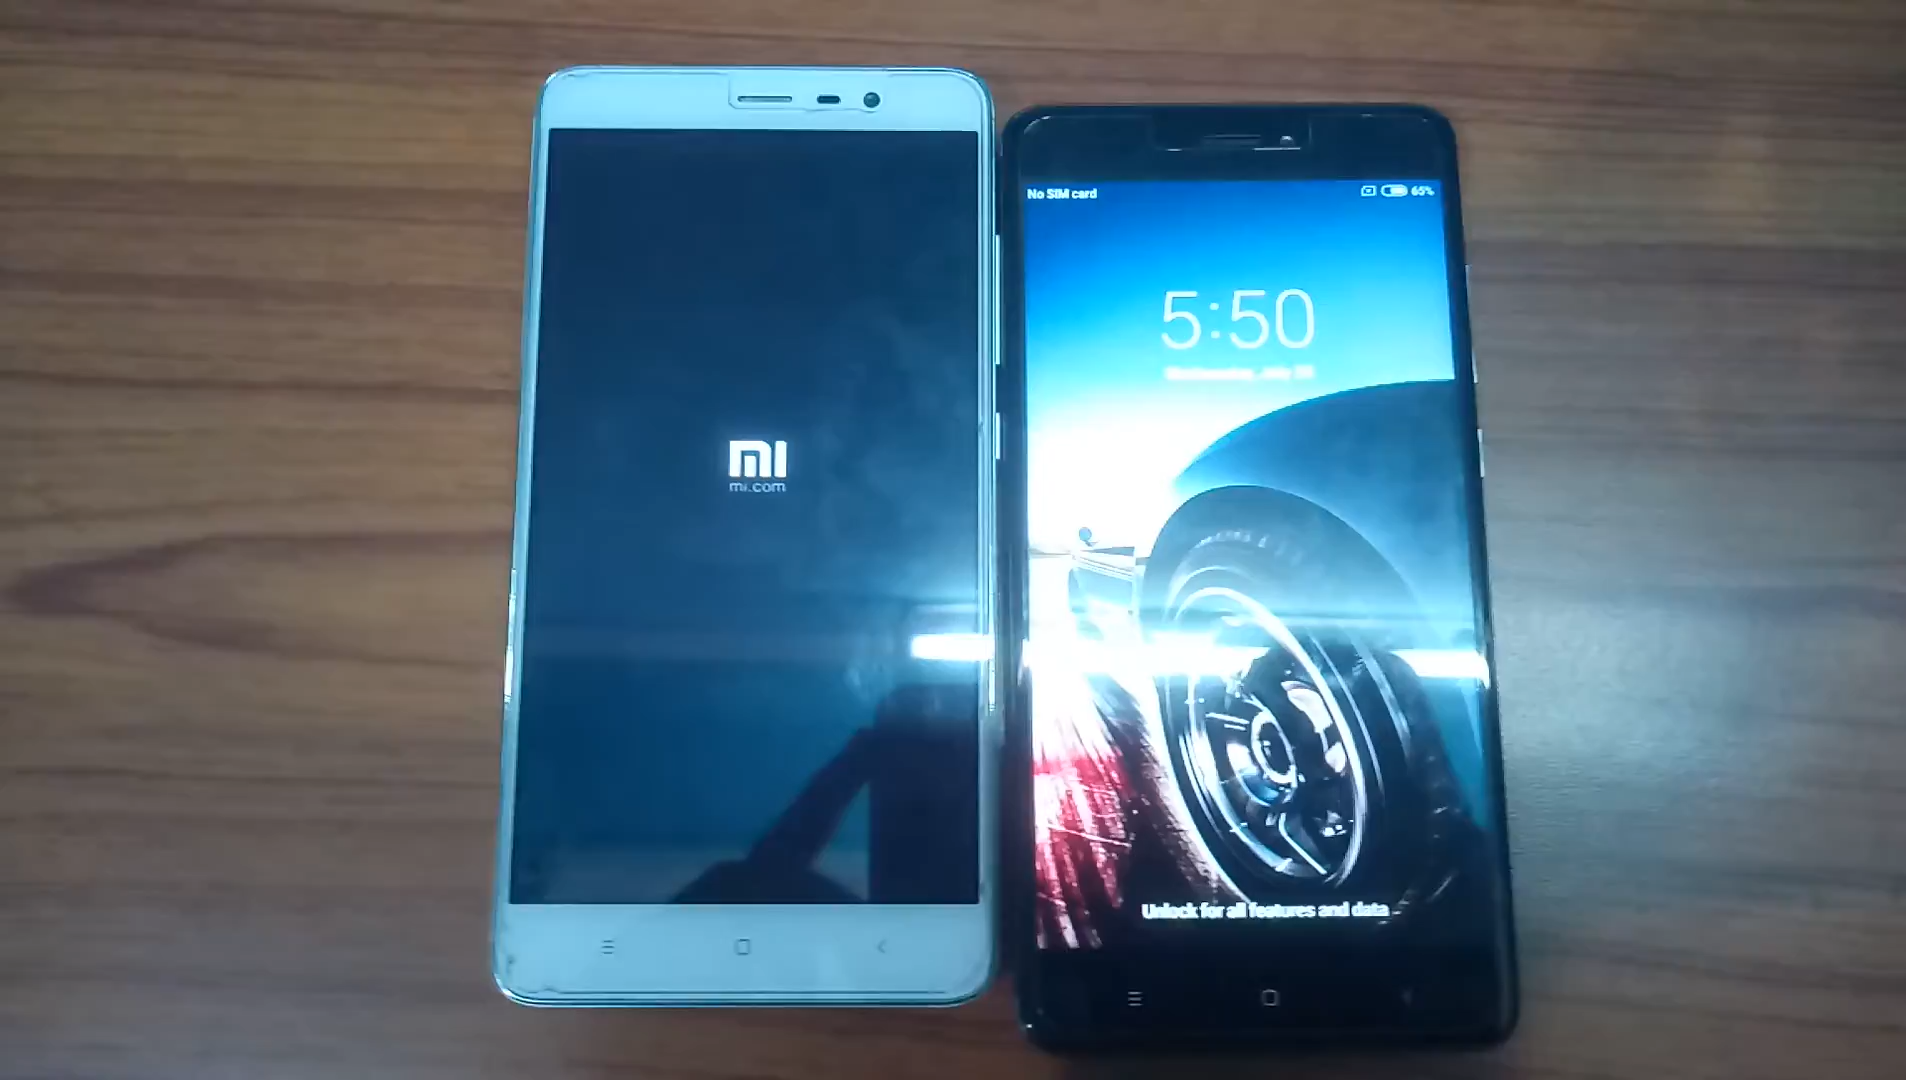 mi
mi.com
No SIM card
65%
5:50
Unlock for all features and data